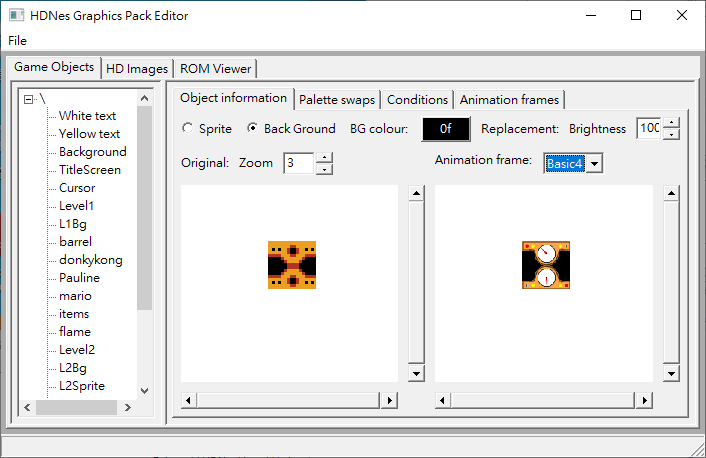 HDNes Graphics Pack Editor
File
Game Objects HD Images ROM Viewer
\
White text
Yellow text
Background
TitleScreen
Cursor
Level1
L1Bg
barrel
donkykong
Pauline
mario
items
flame
Level2
L2Bg
L2Sprite
Object information Palette swaps Conditions Animation frames
Sprite Back Ground BG colour: 0f Replacement: Brightness 100
Original: Zoom 3 Animation frame: Basic4